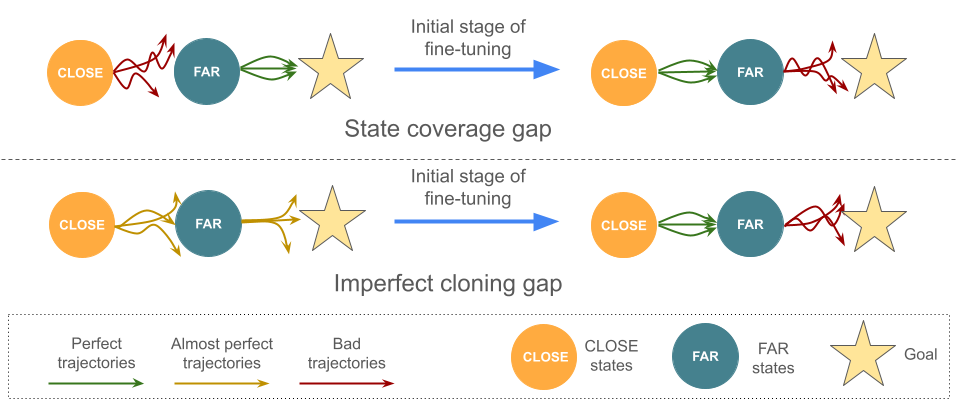 Initial stage of
fine-tuning
CLOSE
FAR
CLOSE
FAR
State coverage gap
Initial stage of
fine-tuning
CLOSE
FAR
CLOSE
FAR
Imperfect cloning gap
Perfect
trajectories
Almost perfect
trajectories
Bad
trajectories
CLOSE
CLOSE
states
FAR
FAR
states
Goal